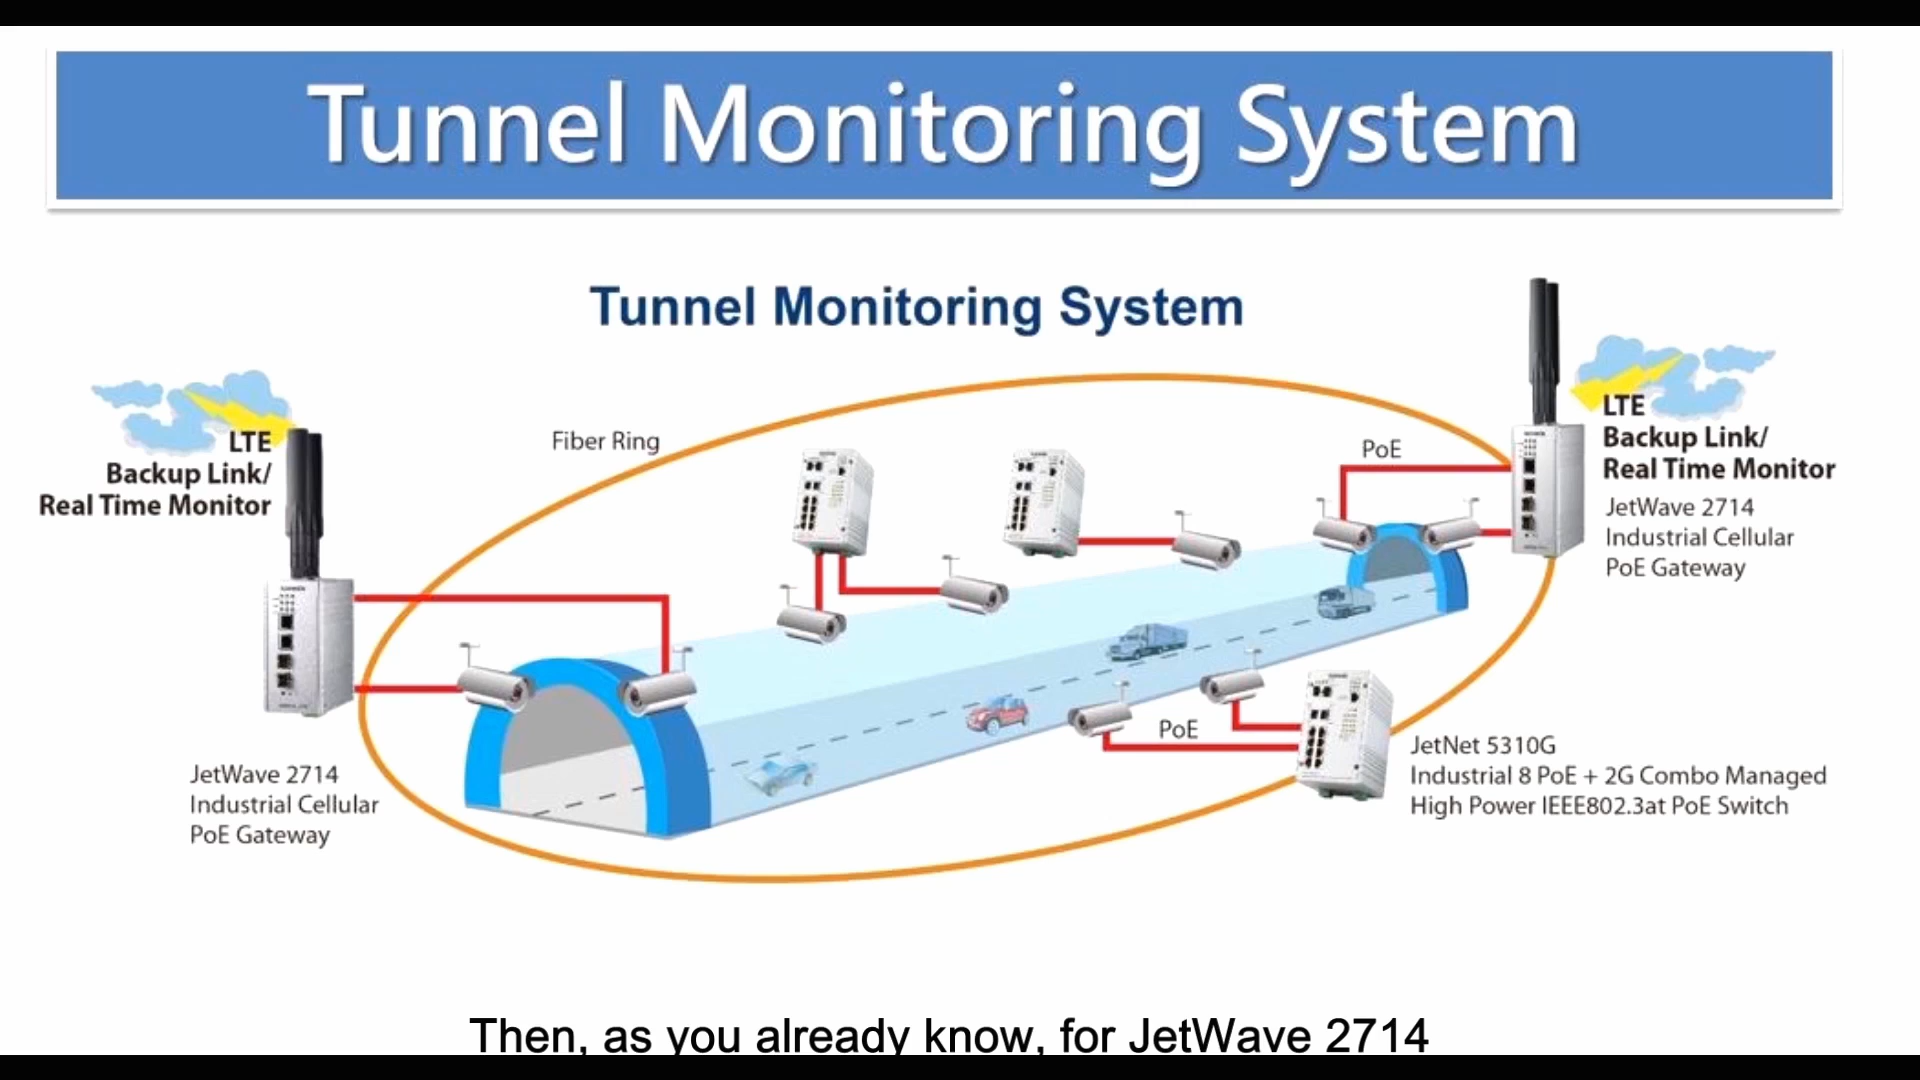 Tunnel Monitoring System
Tunnel Monitoring System
LTE
Backup Link/
Real Time Monitor
Fiber Ring
PoE
LTE
Backup Link/
Real Time Monitor
JetWave 2714
Industrial Cellular
PoE Gateway
JetWave 2714
Industrial Cellular
PoE Gateway
PoE
JetNet 5310G
Industrial 8 PoE + 2G Combo Managed
High Power IEEE802.3at PoE Switch
Then, as you already know, for JetWave 2714